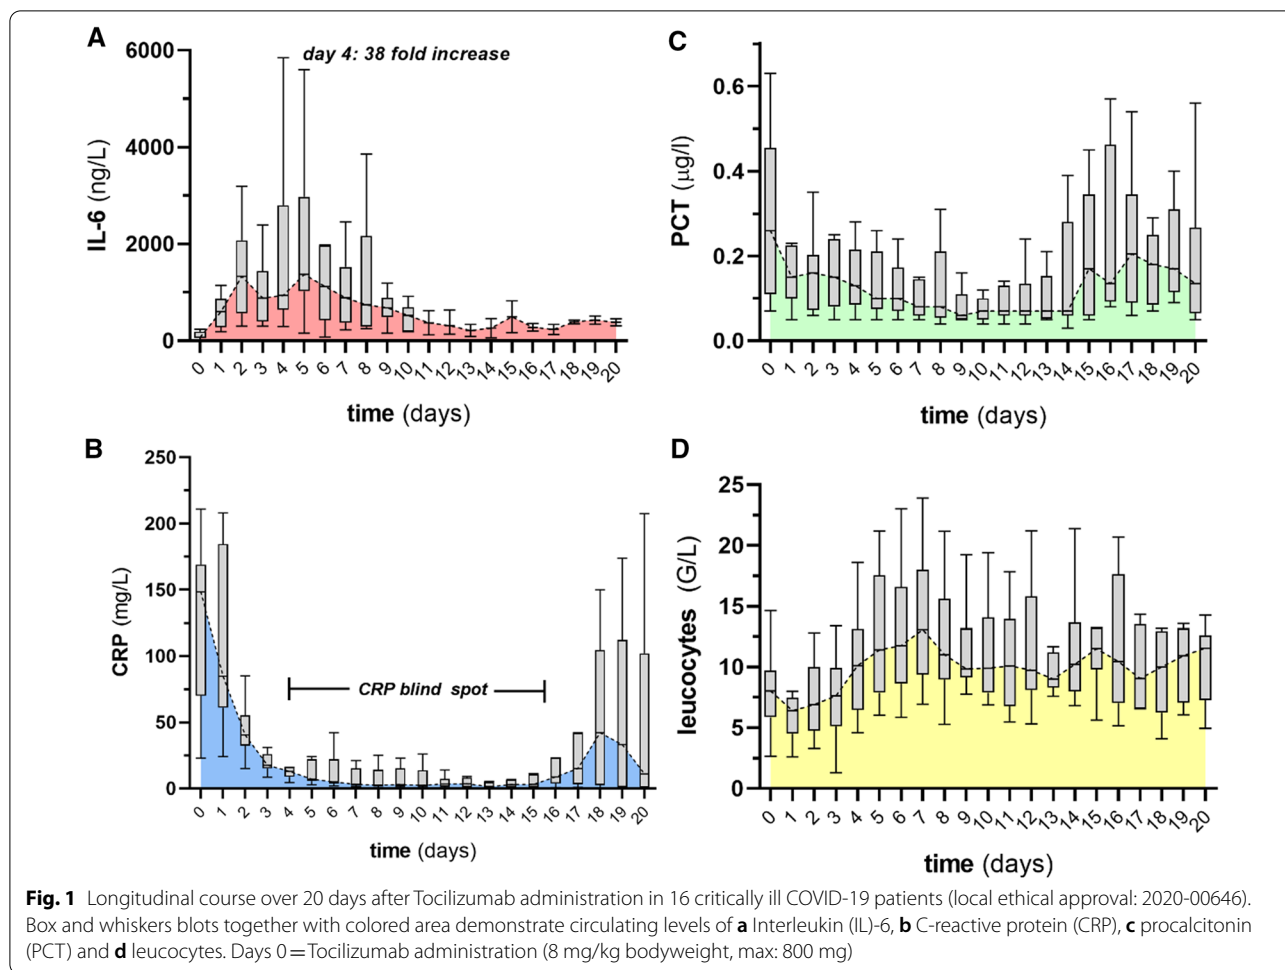 A
day 4: 38 fold increase
6000
4000
2000
0
IL-6 (ng/L)
0 1 2 3 4 5 6 7 8 9 10 11 12 13 14 15 16 17 18 19 20
time (days)
C
0.6
0.4
0.2
0.0
PCT (µg/l)
0 1 2 3 4 5 6 7 8 9 10 11 12 13 14 15 16 17 18 19 20
time (days)
B
250
200
150
100
50
0
CRP (mg/L)
CRP blind spot
0 1 2 3 4 5 6 7 8 9 10 11 12 13 14 15 16 17 18 19 20
time (days)
D
25
20
15
10
5
0
leucocytes (G/L)
0 1 2 3 4 5 6 7 8 9 10 11 12 13 14 15 16 17 18 19 20
time (days)
Fig. 1 Longitudinal course over 20 days after Tocilizumab administration in 16 critically ill COVID-19 patients (local ethical approval: 2020-00646).
Box and whiskers blots together with colored area demonstrate circulating levels of a Interleukin (IL)-6, b C-reactive protein (CRP), c procalcitonin
(PCT) and d leucocytes. Days 0 = Tocilizumab administration (8 mg/kg bodyweight, max: 800 mg)